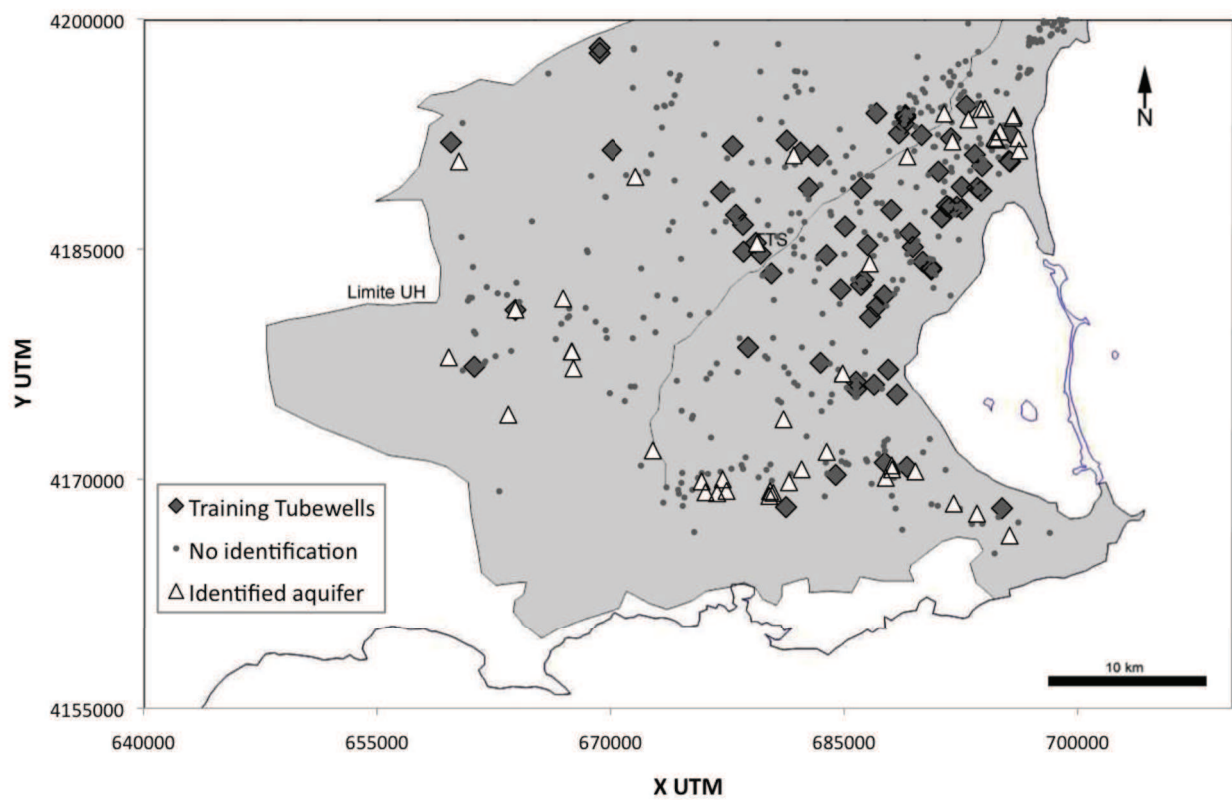 4200000
N
4185000
TS
Limite UH
Y UTM
4170000
Training Tubewells
No identification
Identified aquifer
10 km
4155000
640000 655000 670000 685000 700000
X UTM